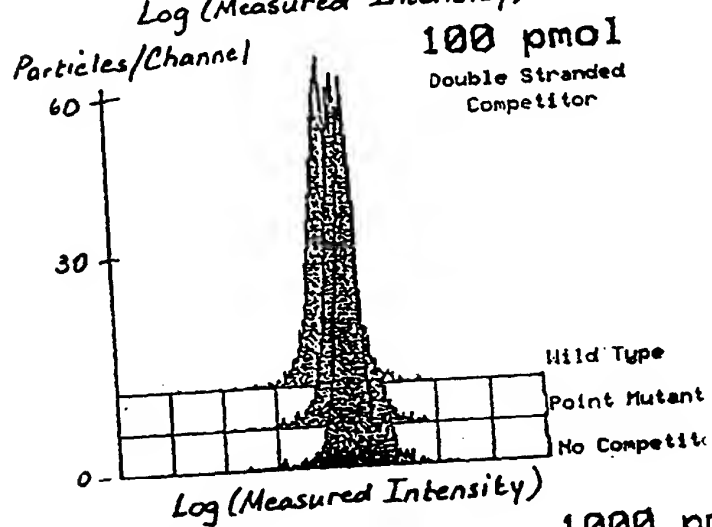 Log (Measured Intensity)
Particles/Channel
100 pmol
Double Stranded
Competitor
60
30
Wild Type
Point Mutant
No Competit
0
Log (Measured Intensity)
1000 p